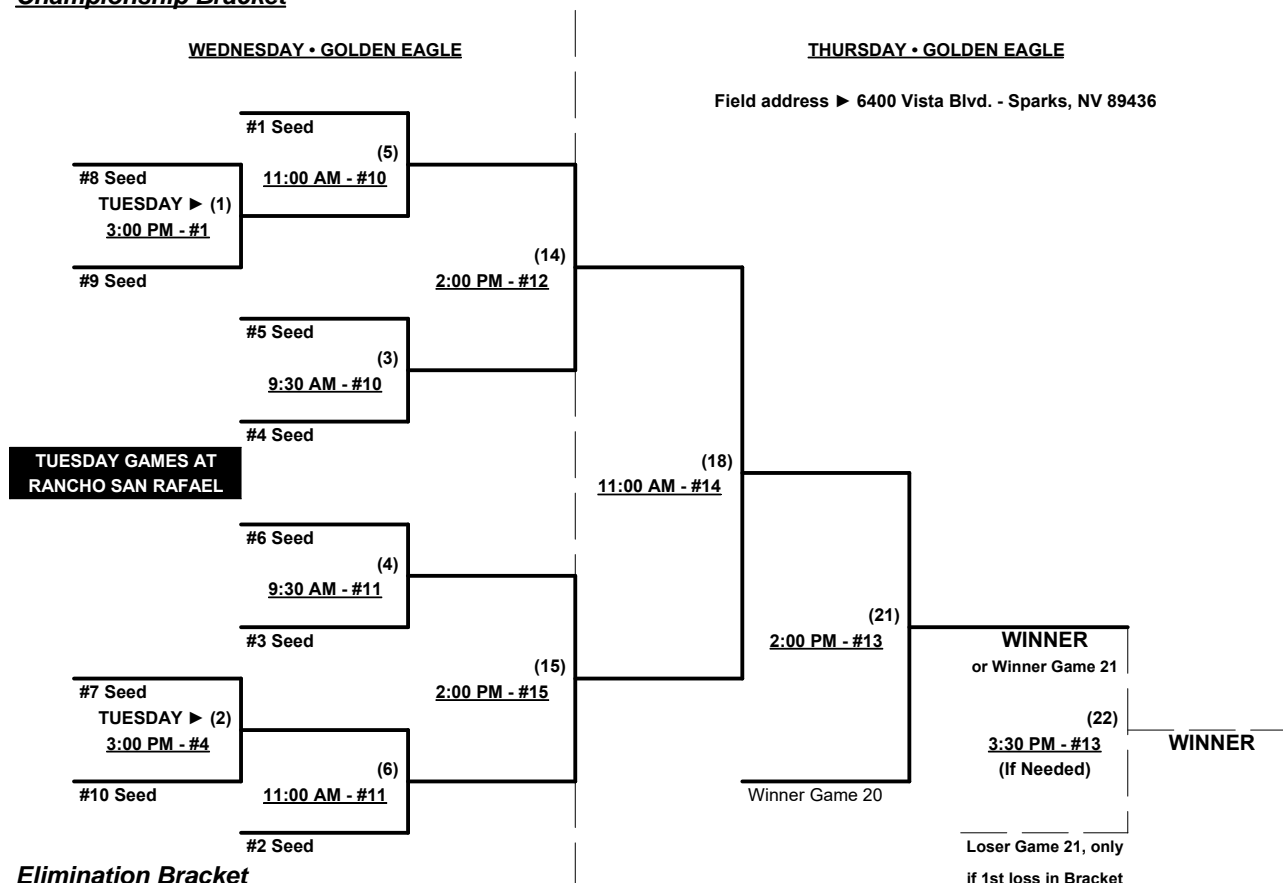 Championship Bracket
WEDNESDAY • GOLDEN EAGLE
THURSDAY • GOLDEN EAGLE
Field address ► 6400 Vista Blvd. - Sparks, NV 89436
#1 Seed
(5)
11:00 AM - #10
#8 Seed
TUESDAY ► (1)
3:00 PM - #1
#9 Seed
(14)
2:00 PM - #12
#5 Seed
(3)
9:30 AM - #10
#4 Seed
TUESDAY GAMES AT
RANCHO SAN RAFAEL
(18)
11:00 AM - #14
#6 Seed
(4)
9:30 AM - #11
#3 Seed
(21)
2:00 PM - #13
WINNER
or Winner Game 21
(15)
2:00 PM - #15
#7 Seed
TUESDAY ► (2)
3:00 PM - #4
#10 Seed
(6)
11:00 AM - #11
#2 Seed
(22)
3:30 PM - #13
(If Needed)
WINNER
Winner Game 20
Loser Game 21, only
if 1st loss in Bracket
Elimination Bracket